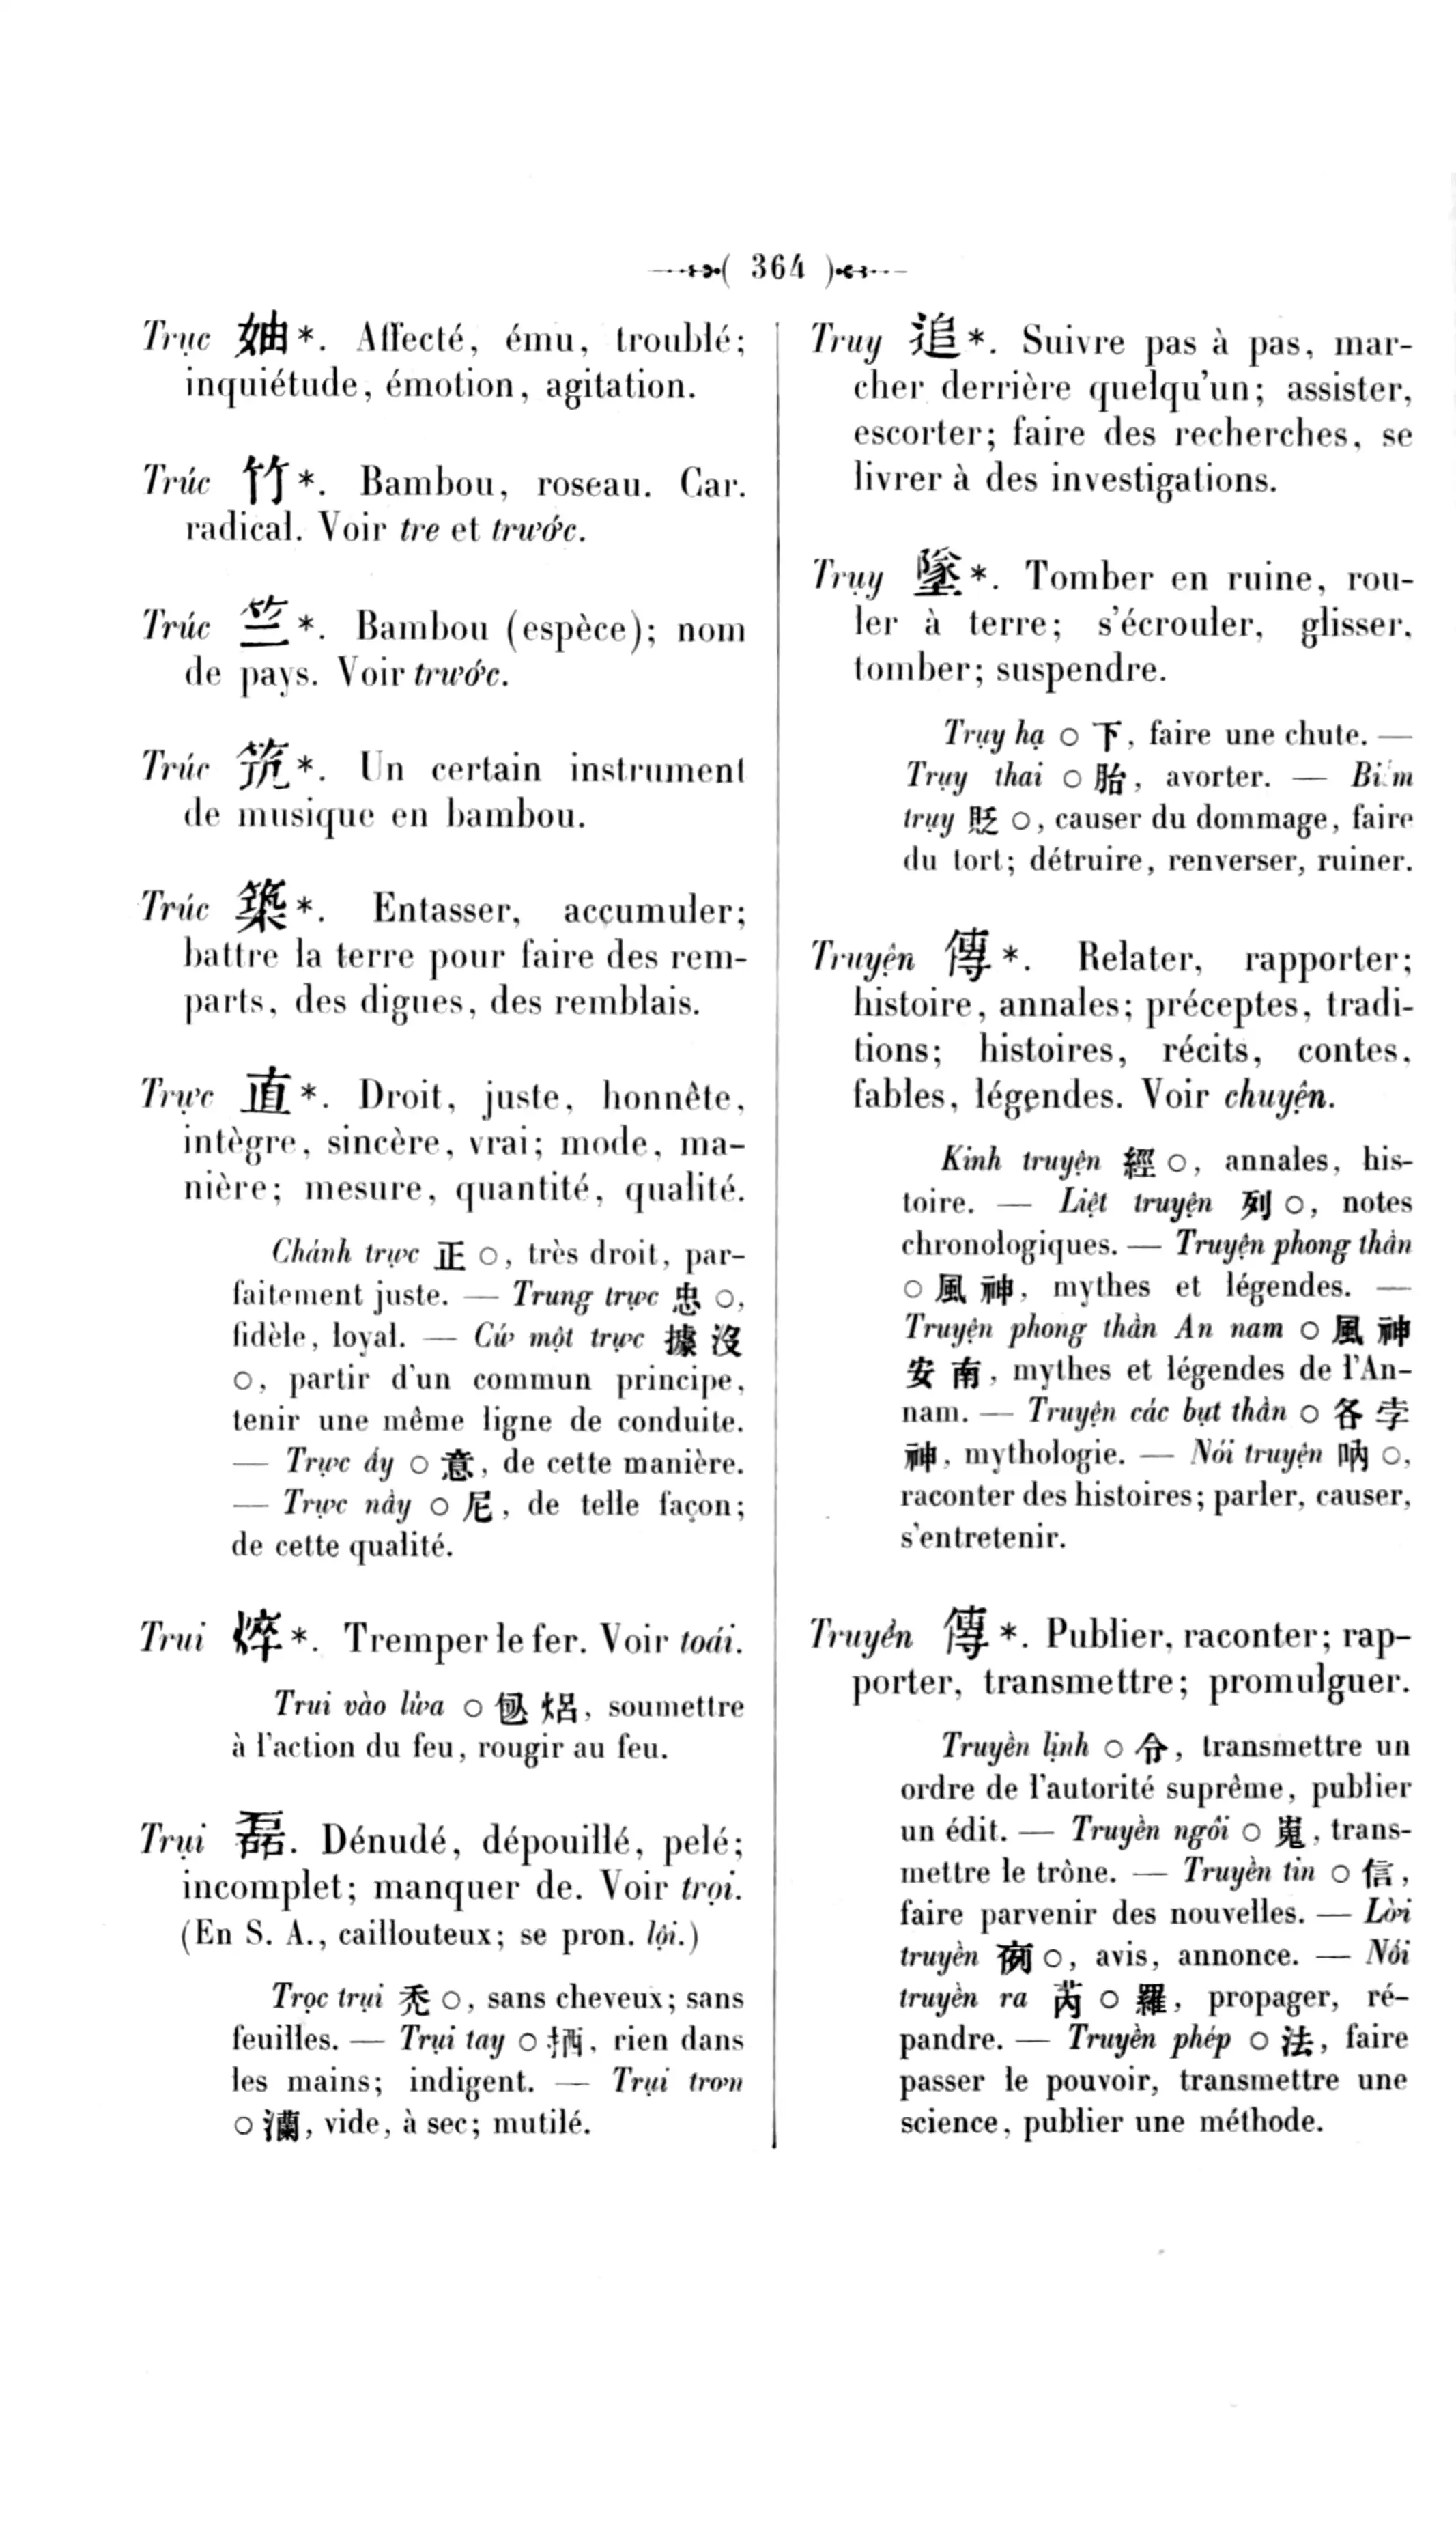 ( 364 )
Trục 妯*. Affecté, ému, troublé;
inquiétude, émotion, agitation.
Trúc 竹*. Bambou, roseau. Car.
radical. Voir tre et trước.
Trúc 竺*. Bambou (espèce); nom
de pays. Voir trước.
Trúc 筑*. Un certain instrument
de musique en bambou.
Trúc 築*. Entasser, accumuler;
battre la terre pour faire des rem-
parts, des digues, des remblais.
Trực 直*. Droit, juste, honnête,
intègre, sincère, vrai; mode, ma-
nière; mesure, quantité, qualité.
Chánh trực 正 ○, très droit, par-
faitement juste. — Trung trực 忠 ○,
fidèle, loyal. — Cứ một trực 據 沒
○, partir d'un commun principe,
tenir une même ligne de conduite.
— Trực ấy ○ 意, de cette manière.
— Trực nầy ○ 尼, de telle façon;
de cette qualité.
Trui 焠*. Tremper le fer. Voir toái.
Trui vào lửa ○ 㐌 焒, soumettre
à l'action du feu, rougir au feu.
Trụi 磊. Dénudé, dépouillé, pelé;
incomplet; manquer de. Voir trọi.
(En S. A., caillouteux; se pron. lội.)
Trọc trụi 禿 ○, sans cheveux; sans
feuilles. — Trụi tay ○ 拪, rien dans
les mains; indigent. — Trụi trơn
○ 灡, vide, à sec; mutilé.
Truy 追*. Suivre pas à pas, mar-
cher derrière quelqu'un; assister,
escorter; faire des recherches, se
livrer à des investigations.
Trụy 墜*. Tomber en ruine, rou-
ler à terre; s'écrouler, glisser,
tomber; suspendre.
Trụy hạ ○ 下, faire une chute. —
Trụy thai ○ 胎, avorter. — Biếm
trụy 貶 ○, causer du dommage, faire
du tort; détruire, renverser, ruiner.
Truyện 傳*. Relater, rapporter;
histoire, annales; préceptes, tradi-
tions; histoires, récits, contes,
fables, légendes. Voir chuyện.
Kinh truyện 經 ○, annales, his-
toire. — Liệt truyện 列 ○, notes
chronologiques. — Truyện phong thần
○ 風 神, mythes et légendes. —
Truyện phong thần An nam ○ 風 神
安 南, mythes et légendes de l'An-
nam. — Truyện các bụt thần ○ 各 孛
神, mythologie. — Nói truyện 吶 ○,
raconter des histoires; parler, causer,
s'entretenir.
Truyền 傳*. Publier, raconter; rap-
porter, transmettre; promulguer.
Truyền lịnh ○ 令, transmettre un
ordre de l'autorité suprême, publier
un édit. — Truyền ngôi ○ 嵬, trans-
mettre le trône. — Truyền tin ○ 信,
faire parvenir des nouvelles. — Lời
truyền ○, avis, annonce. — Nối
truyền ra 芮 ○ 羅, propager, ré-
pandre. — Truyền phép ○ 法, faire
passer le pouvoir, transmettre une
science, publier une méthode.